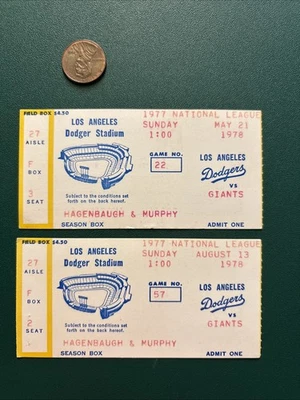 FIELD BOX $4.50
1977 NATIONAL LEAGUE
27
AISLE
LOS ANGELES
Dodger Stadium
SUNDAY
1:00
MAY 21
1978
F
BOX
GAME NO.
22
LOS ANGELES
Dodgers
VS
GIANTS
3
SEAT
Subject to the conditions set
forth on the back hereof.
HAGENBAUGH & MURPHY
SEASON BOX
ADMIT ONE
FIELD BOX $4.50
1977 NATIONAL LEAGUE
27
AISLE
LOS ANGELES
Dodger Stadium
SUNDAY
1:00
AUGUST 13
1978
F
BOX
GAME NO.
57
LOS ANGELES
Dodgers
VS
GIANTS
2
SEAT
Subject to the conditions set
forth on the back hereof.
HAGENBAUGH & MURPHY
SEASON BOX
ADMIT ONE